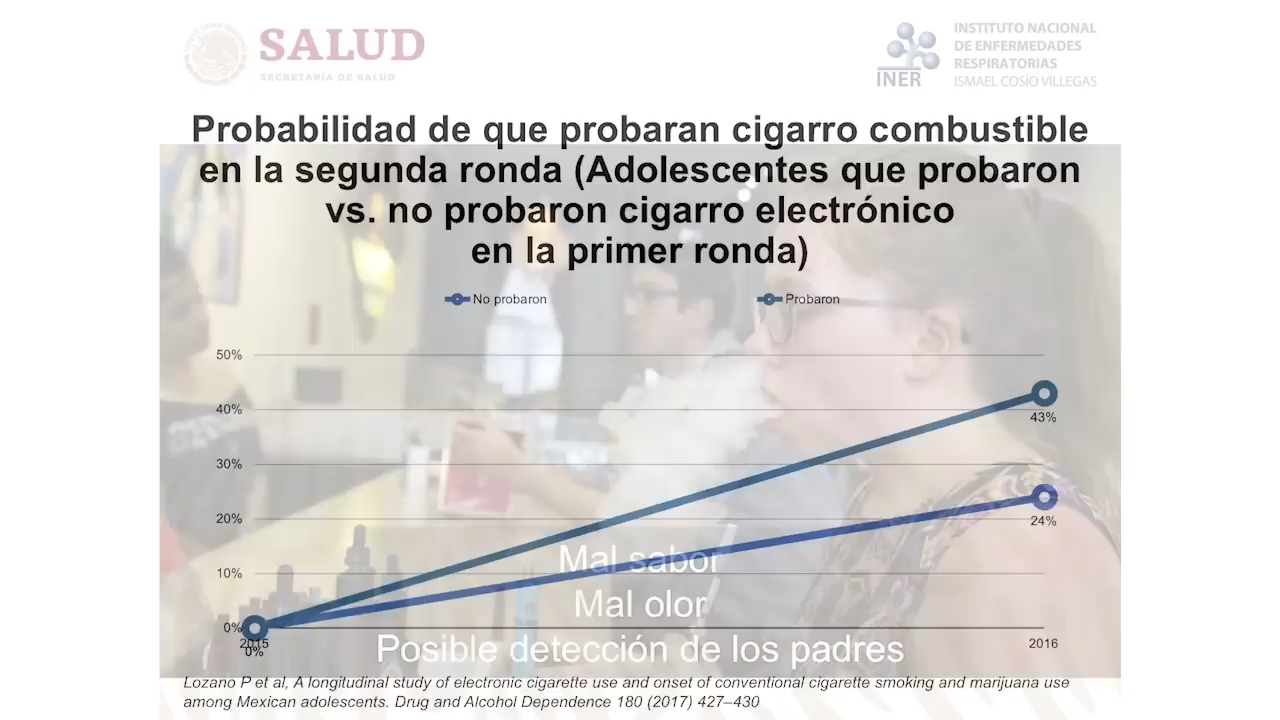 SALUD
SECRETARÍA DE SALUD
INER
INSTITUTO NACIONAL
DE ENFERMEDADES
RESPIRATORIAS
ISMAEL COSÍO VILLEGAS
Probabilidad de que probaran cigarro combustible
en la segunda ronda (Adolescentes que probaron
vs. no probaron cigarro electrónico
en la primer ronda)
No probaron
Probaron
50%
40%
43%
30%
20%
24%
Mal sabor
10%
Mal olor
0%
2015
0%
2016
Posible detección de los padres
Lozano P et al, A longitudinal study of electronic cigarette use and onset of conventional cigarette smoking and marijuana use
among Mexican adolescents. Drug and Alcohol Dependence 180 (2017) 427–430